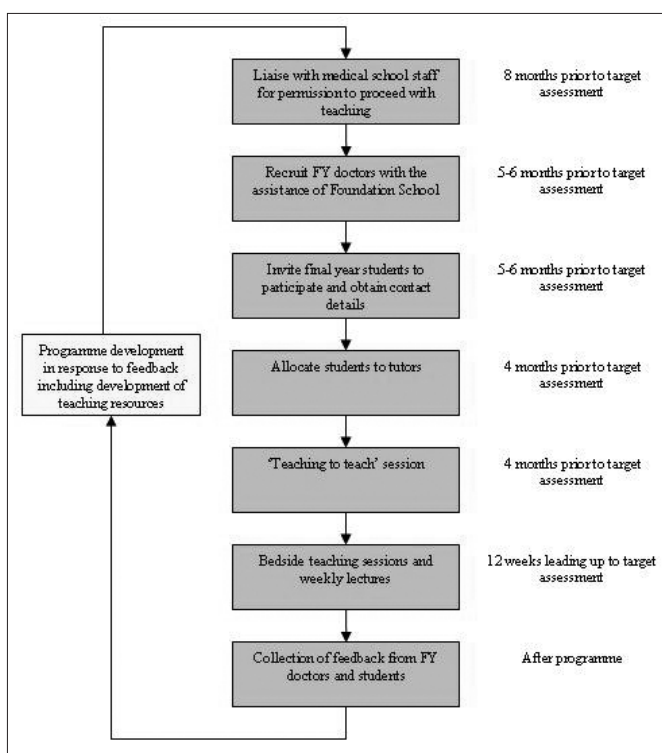 Liaise with medical school staff
for permission to proceed with
teaching
8 months prior to target
assessment
Recruit FY doctors with the
assistance of Foundation School
5-6 months prior to target
assessment
Invite final year students to
participate and obtain contact
details
5-6 months prior to target
assessment
Programme development
in response to feedback
including development of
teaching resources
Allocate students to tutors
4 months prior to target
assessment
'Teaching to teach' session
4 months prior to target
assessment
Bedside teaching sessions and
weekly lectures
12 weeks leading up to target
assessment
Collection of feedback from FY
doctors and students
After programme